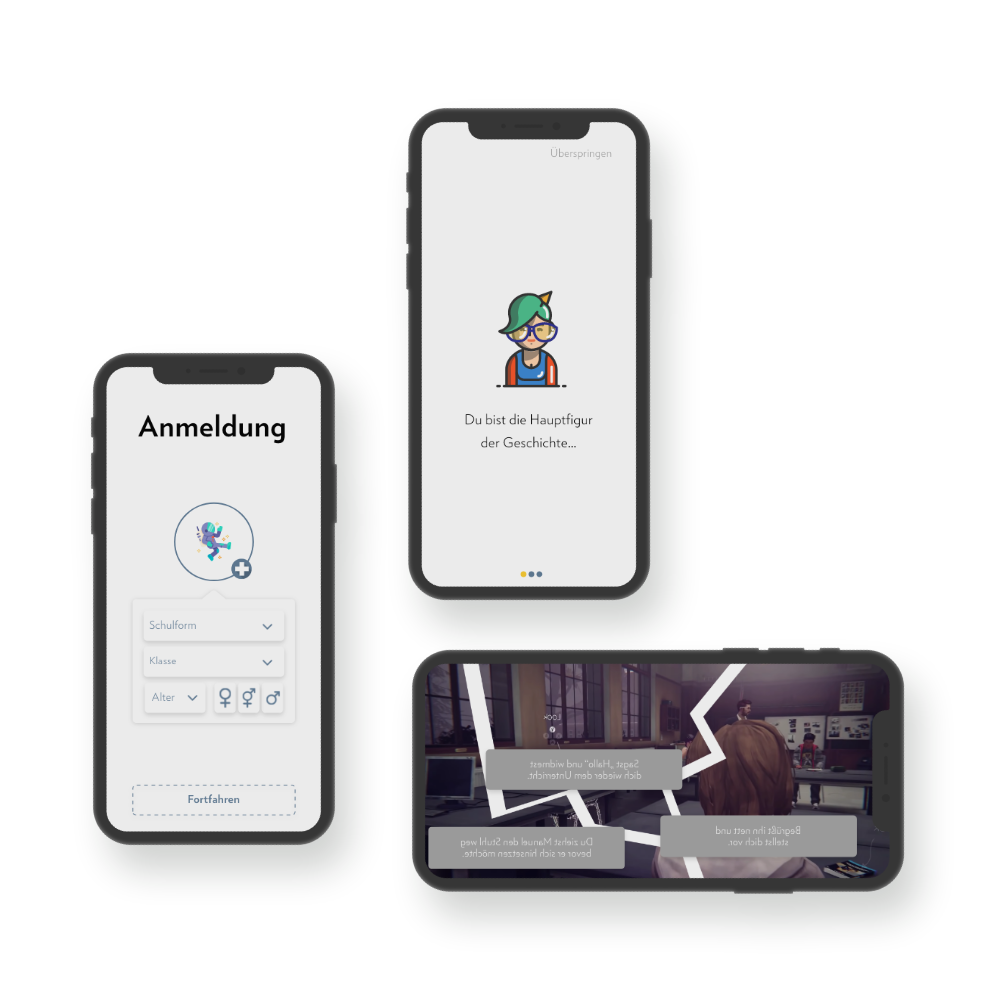 Überspringen
Du bist die Hauptfigur
der Geschichte...
Anmeldung
Schulform
Klasse
Alter
Fortfahren
LOOK
Sagst „Hallo“ und widmest
dich wieder dem Unterricht.
Du ziehst Manuel den Stuhl weg
bevor er sich hinsetzen möchte.
Begrüßt ihn nett und
stellst dich vor.